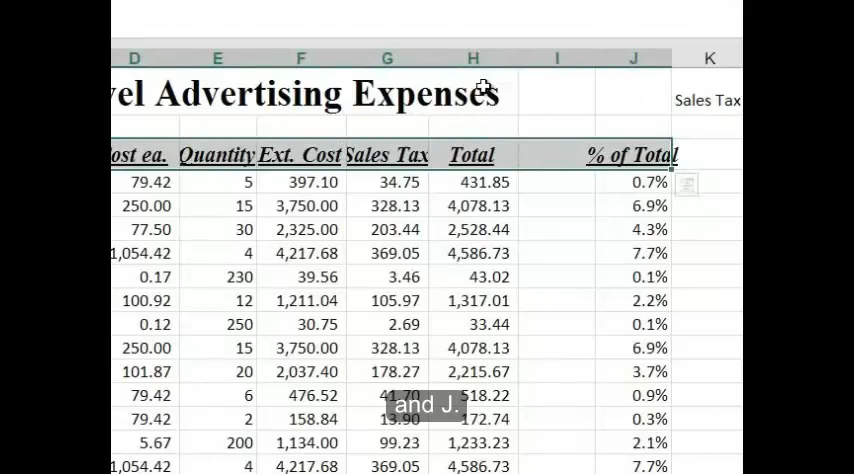 D E F G H I J K
vel Advertising Expenses
Sales Tax
ost ea. Quantity Ext. Cost Sales Tax Total % of Total
79.42 5 397.10 34.75 431.85 0.7%
250.00 15 3,750.00 328.13 4,078.13 6.9%
77.50 30 2,325.00 203.44 2,528.44 4.3%
1,054.42 4 4,217.68 369.05 4,586.73 7.7%
0.17 230 39.56 3.46 43.02 0.1%
100.92 12 1,211.04 105.97 1,317.01 2.2%
0.12 250 30.75 2.69 33.44 0.1%
250.00 15 3,750.00 328.13 4,078.13 6.9%
101.87 20 2,037.40 178.27 2,215.67 3.7%
79.42 6 476.52 41.70 518.22 0.9%
and J.
79.42 2 158.84 13.90 172.74 0.3%
5.67 200 1,134.00 99.23 1,233.23 2.1%
1,054.42 4 4,217.68 369.05 4,586.73 7.7%